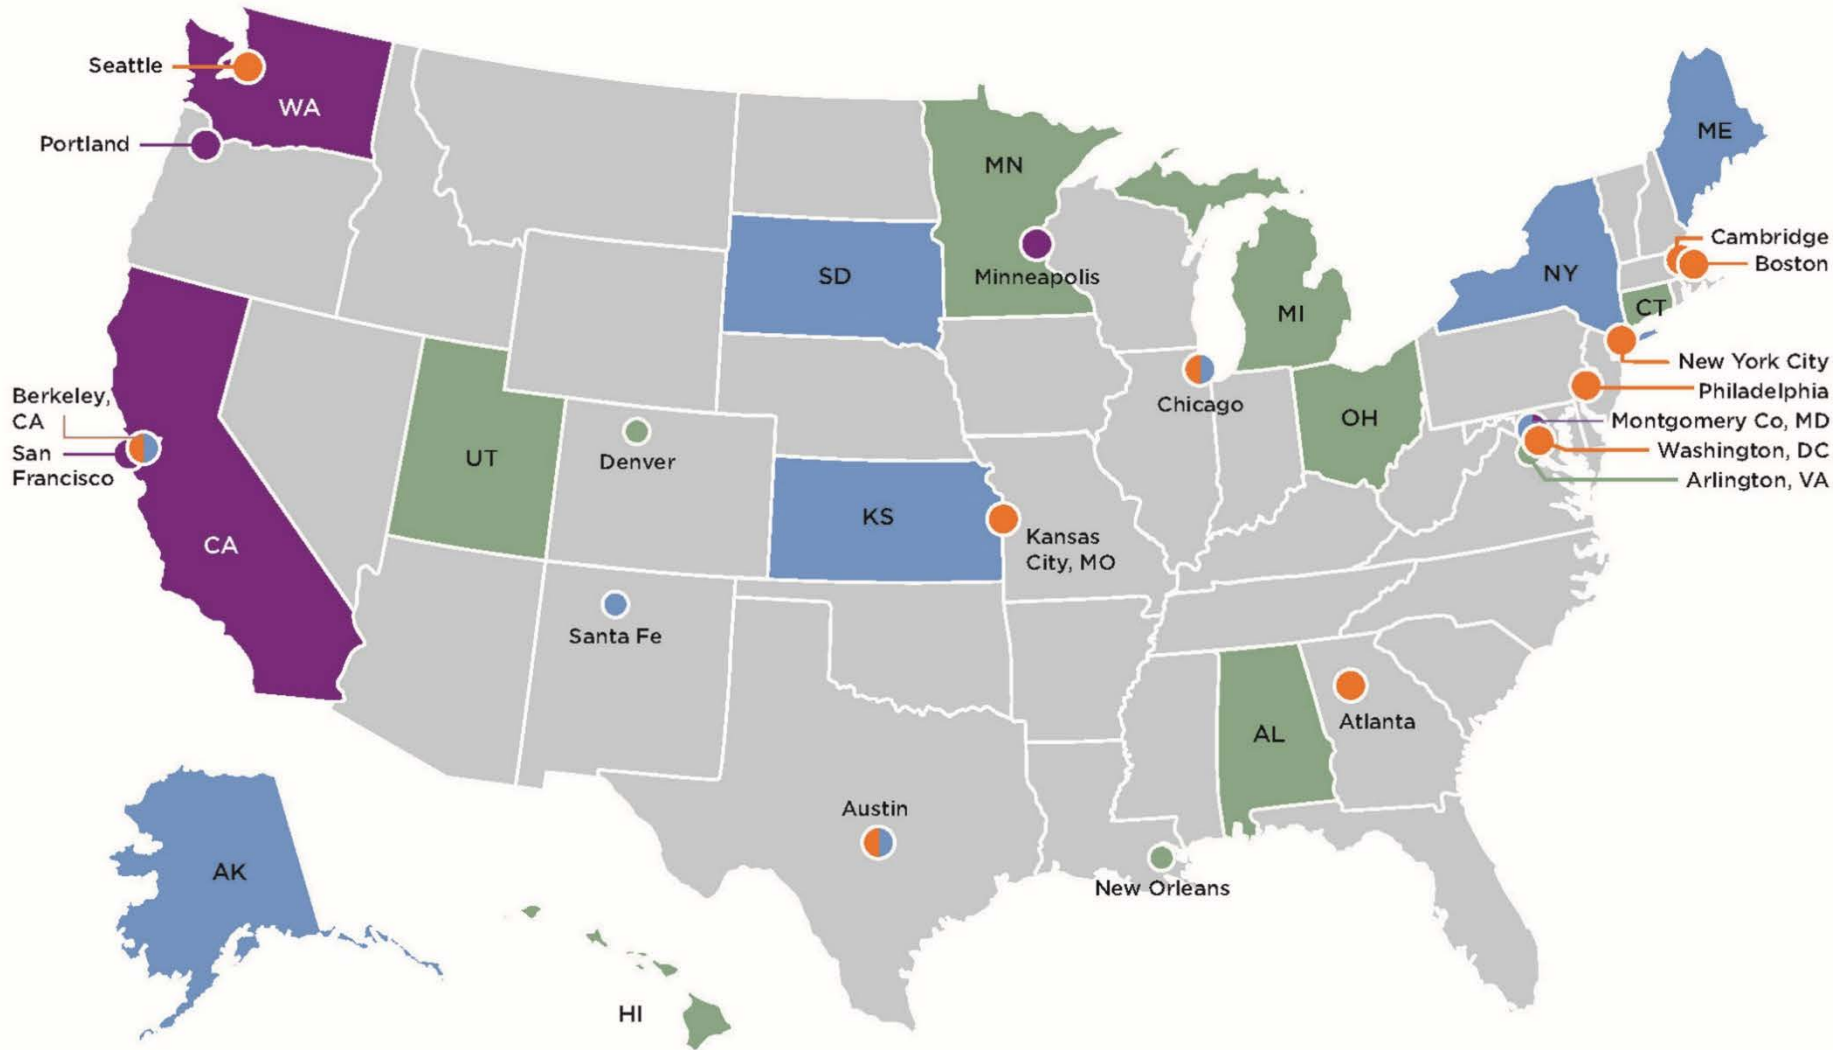 Seattle
WA
Portland
MN
ME
Cambridge
Boston
SD
Minneapolis
NY
MI
CT
New York City
Philadelphia
Berkeley,
CA
Chicago
OH
Montgomery Co, MD
San
Francisco
UT
Denver
Washington, DC
Arlington, VA
CA
KS
Kansas
City, MO
Santa Fe
Atlanta
AL
Austin
AK
New Orleans
HI